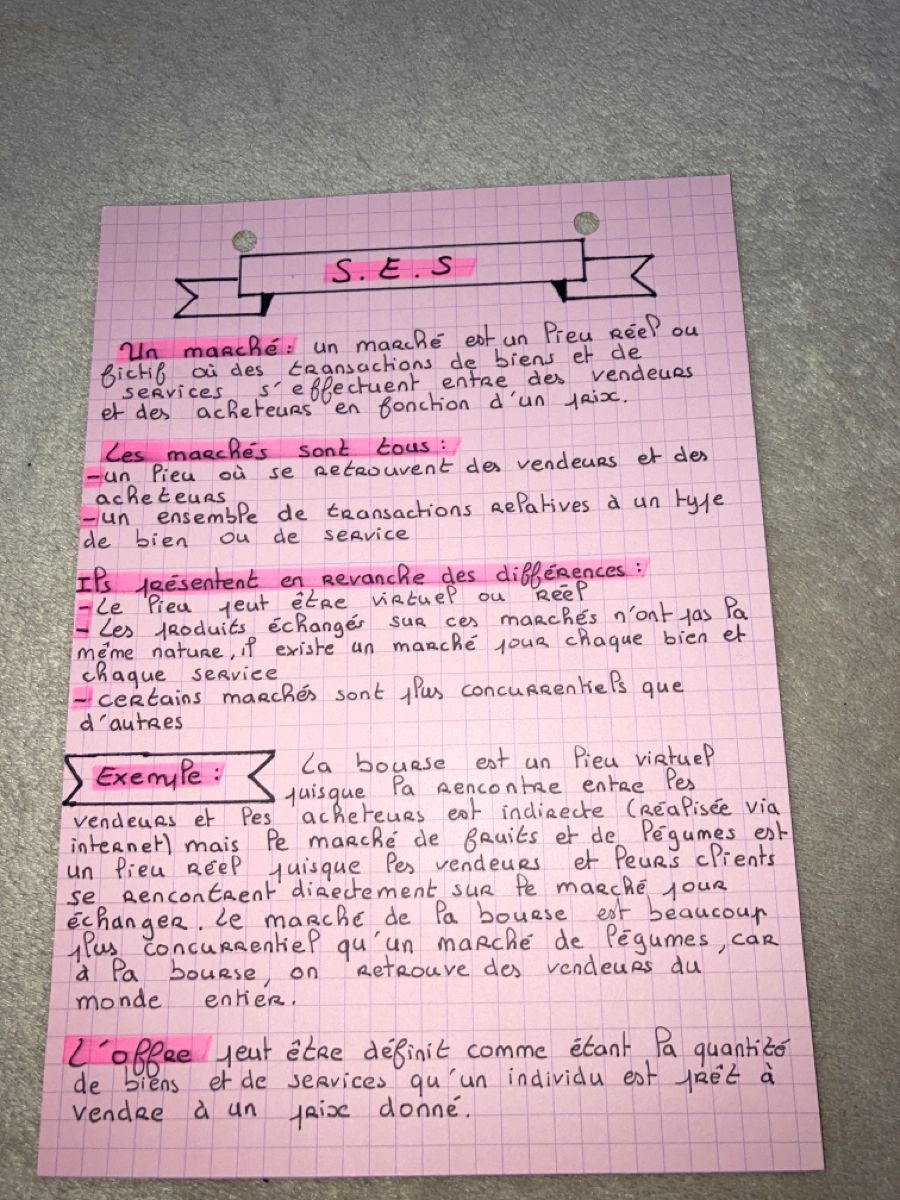 S.E.S
Un marché : un marché est un lieu réel ou
fictif où des transactions de biens et de
services s'effectuent entre des vendeurs
et des acheteurs en fonction d'un prix.
Les marchés sont tous :
-un lieu où se retrouvent des vendeurs et des
acheteurs
-un ensemble de transactions relatives à un type
de bien ou de service
Ils présentent en revanche des différences :
-Le lieu peut être virtuel ou réel
- Les produits échangés sur ces marchés n'ont pas la
même nature, il existe un marché pour chaque bien et
chaque service
- certains marchés sont plus concurrentiels que
d'autres
Exemple : La bourse est un lieu virtuel
puisque la rencontre entre les
vendeurs et les acheteurs est indirecte (réalisée via
internet) mais le marché de fruits et de légumes est
un lieu réel puisque les vendeurs et leurs clients
se rencontrent directement sur le marché pour
échanger. Le marché de la bourse est beaucoup
plus concurrentiel qu'un marché de légumes, car
à la bourse, on retrouve des vendeurs du
monde entier.
L'offre peut être définit comme étant la quantité
de biens et de services qu'un individu est prêt à
vendre à un prix donné.